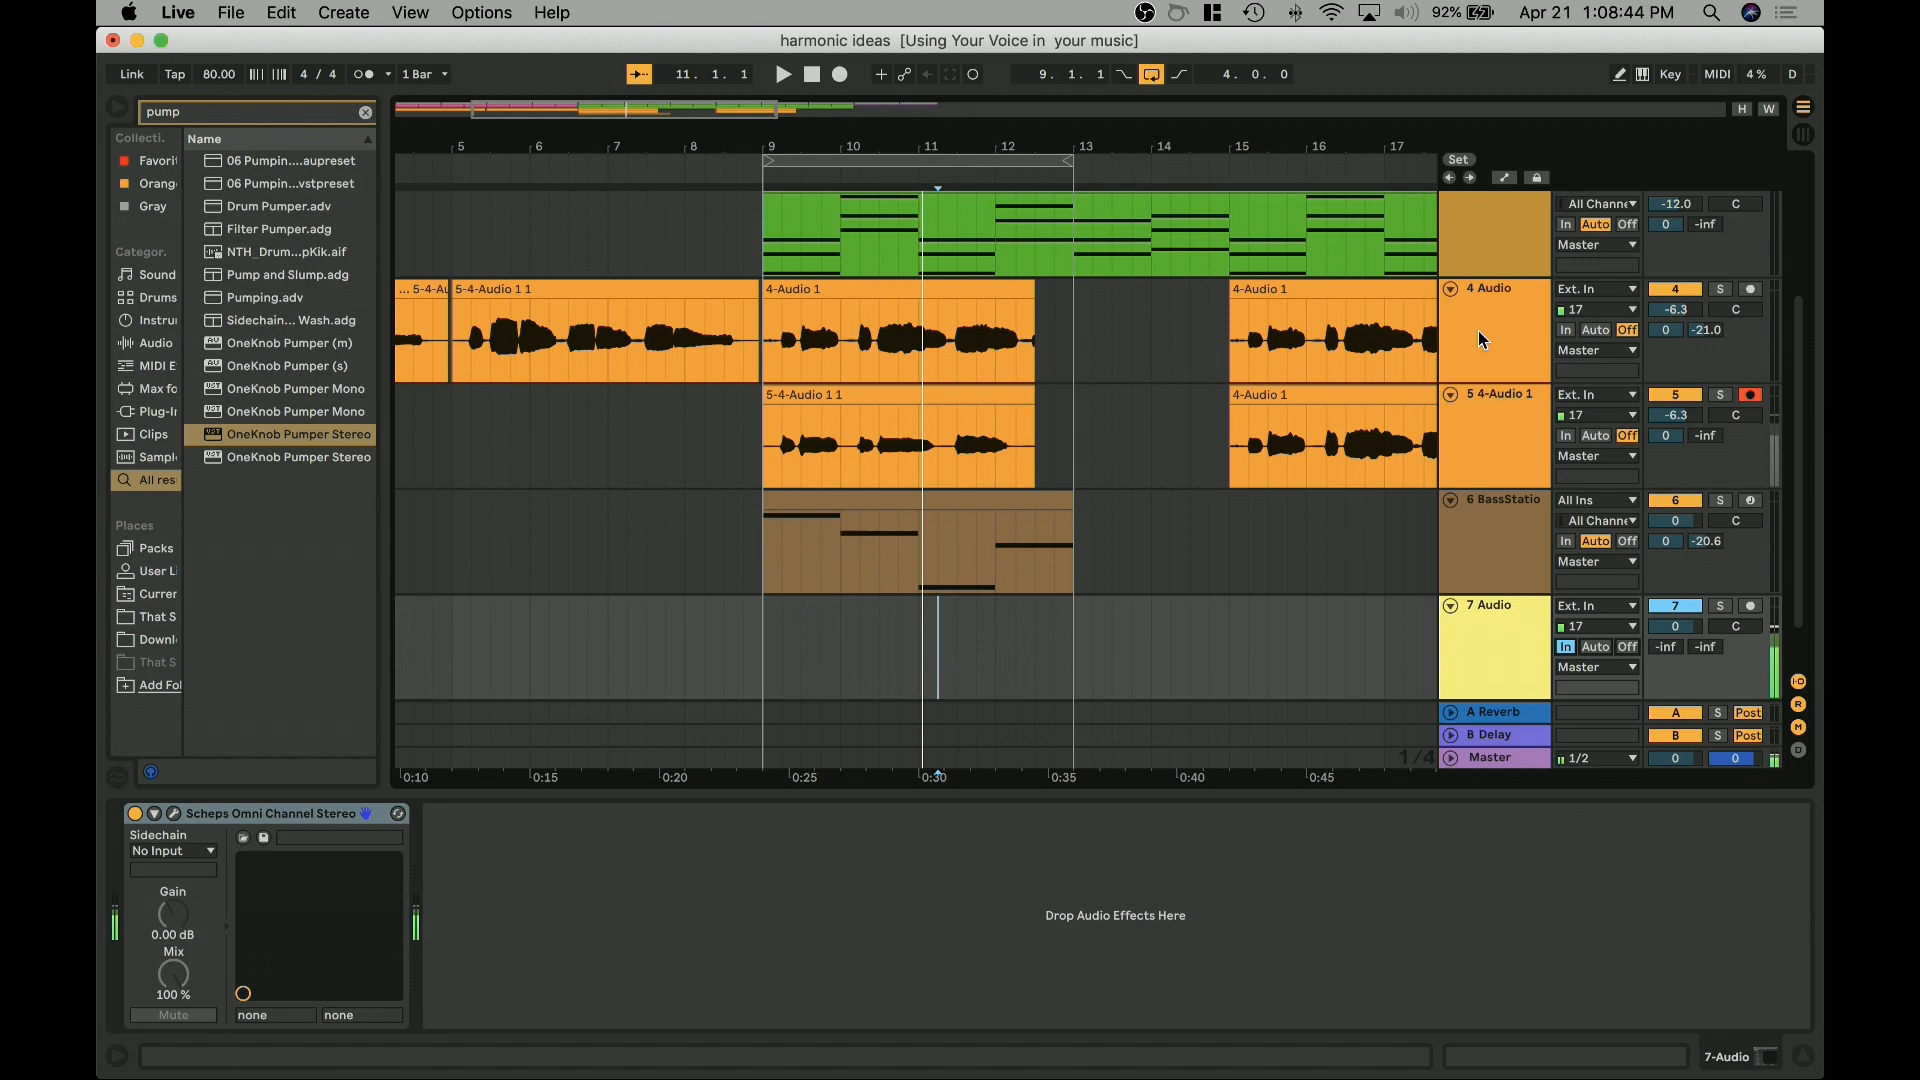 Live File Edit Create View Options Help 92% Apr 21 1:08:44 PM
harmonic ideas [Using Your Voice in your music]
Link Tap 80.00 4 / 4 1 Bar 11. 1. 1 9. 1. 1 4. 0. 0 Key MIDI 4 % D
pump
H W
Collecti.
Favorit
Orang
Gray
Categor.
Sound
Drums
Instru
Audio
MIDI E
Max fo
Plug-Ir
Clips
Sampl
All res
Places
Packs
User Li
Currer
That S
Downl
That S
Add Fol
Name
06 Pumpin....aupreset
06 Pumpin...vstpreset
Drum Pumper.adv
Filter Pumper.adg
NTH_Drum...pKik.aif
Pump and Slump.adg
Pumping.adv
Sidechain... Wash.adg
OneKnob Pumper (m)
OneKnob Pumper (s)
OneKnob Pumper Mono
OneKnob Pumper Mono
OneKnob Pumper Stereo
OneKnob Pumper Stereo
5 6 7 8 9 10 11 12 13 14 15 16 17
Set
All Channe -12.0 C
In Auto Off 0 -inf
Master
... 5-4-Au 5-4-Audio 1 1 4-Audio 1 4-Audio 1
4 Audio Ext. In 4 S
17 -6.3 C
In Auto Off 0 -21.0
Master
5-4-Audio 1 1 4-Audio 1
5 4-Audio 1 Ext. In 5 S
17 -6.3 C
In Auto Off 0 -inf
Master
6 BassStatio All Ins 6 S
All Channe 0 C
In Auto Off 0 -20.6
Master
7 Audio Ext. In 7 S
17 0 C
In Auto Off -inf -inf
Master
A Reverb A S Post
B Delay B S Post
1/4 Master 1/2 0 0
0:10 0:15 0:20 0:25 0:30 0:35 0:40 0:45
I·O
R
M
D
Scheps Omni Channel Stereo
Sidechain
No Input
Gain
0.00 dB
Mix
100 %
Mute none none
Drop Audio Effects Here
7-Audio